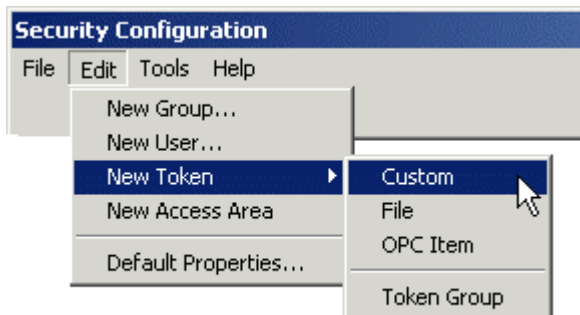 Security Configuration
File Edit Tools Help
New Group...
New User...
New Token
New Access Area
Default Properties...
Custom
File
OPC Item
Token Group